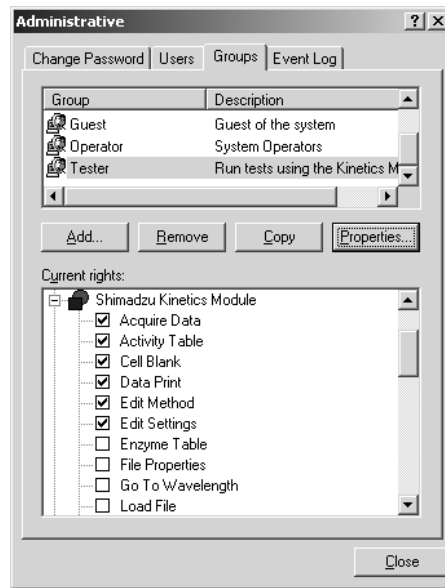 Administrative
Change Password Users Groups Event Log
Group Description
Guest Guest of the system
Operator System Operators
Tester Run tests using the Kinetics M
Add... Remove Copy Properties...
Current rights:
Shimadzu Kinetics Module
Acquire Data
Activity Table
Cell Blank
Data Print
Edit Method
Edit Settings
Enzyme Table
File Properties
Go To Wavelength
Load File
Close